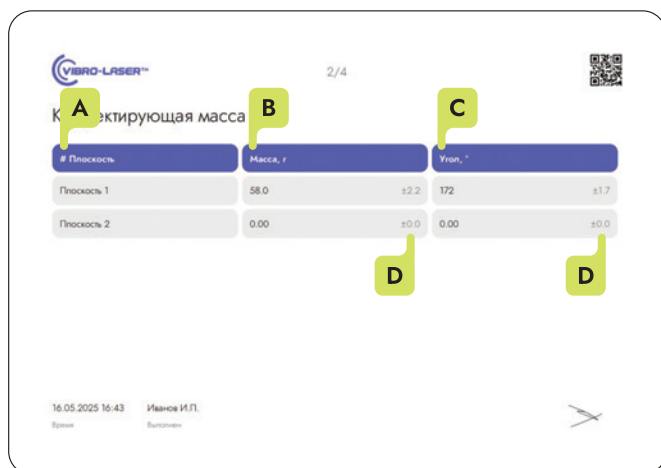 VIBRO-LASER™
2/4
A
B
C
ектирующая масса
# Плоскость
Масса, г
Угол, °
Плоскость 1
58.0
±2.2
172
±1.7
Плоскость 2
0.00
±0.0
0.00
±0.0
D
D
16.05.2025 16:43
Иванов И.П.
Время
Выполнил